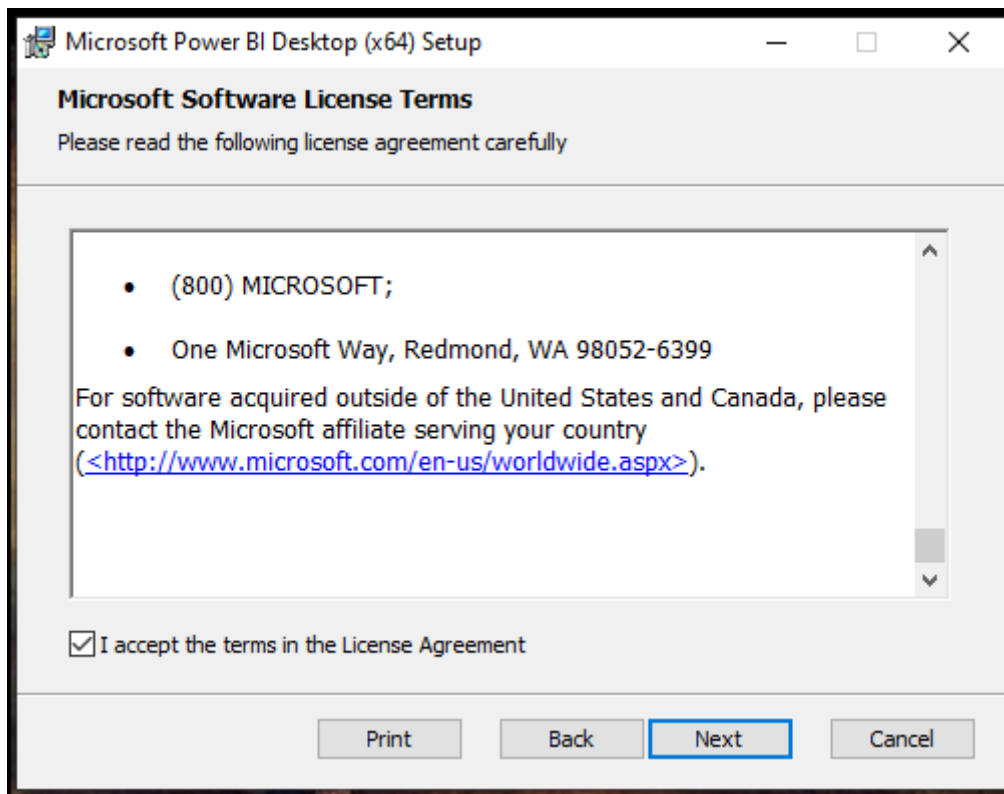 Microsoft Power BI Desktop (x64) Setup
Microsoft Software License Terms
Please read the following license agreement carefully
• (800) MICROSOFT;
• One Microsoft Way, Redmond, WA 98052-6399
For software acquired outside of the United States and Canada, please
contact the Microsoft affiliate serving your country
(<http://www.microsoft.com/en-us/worldwide.aspx>).
I accept the terms in the License Agreement
Print Back Next Cancel